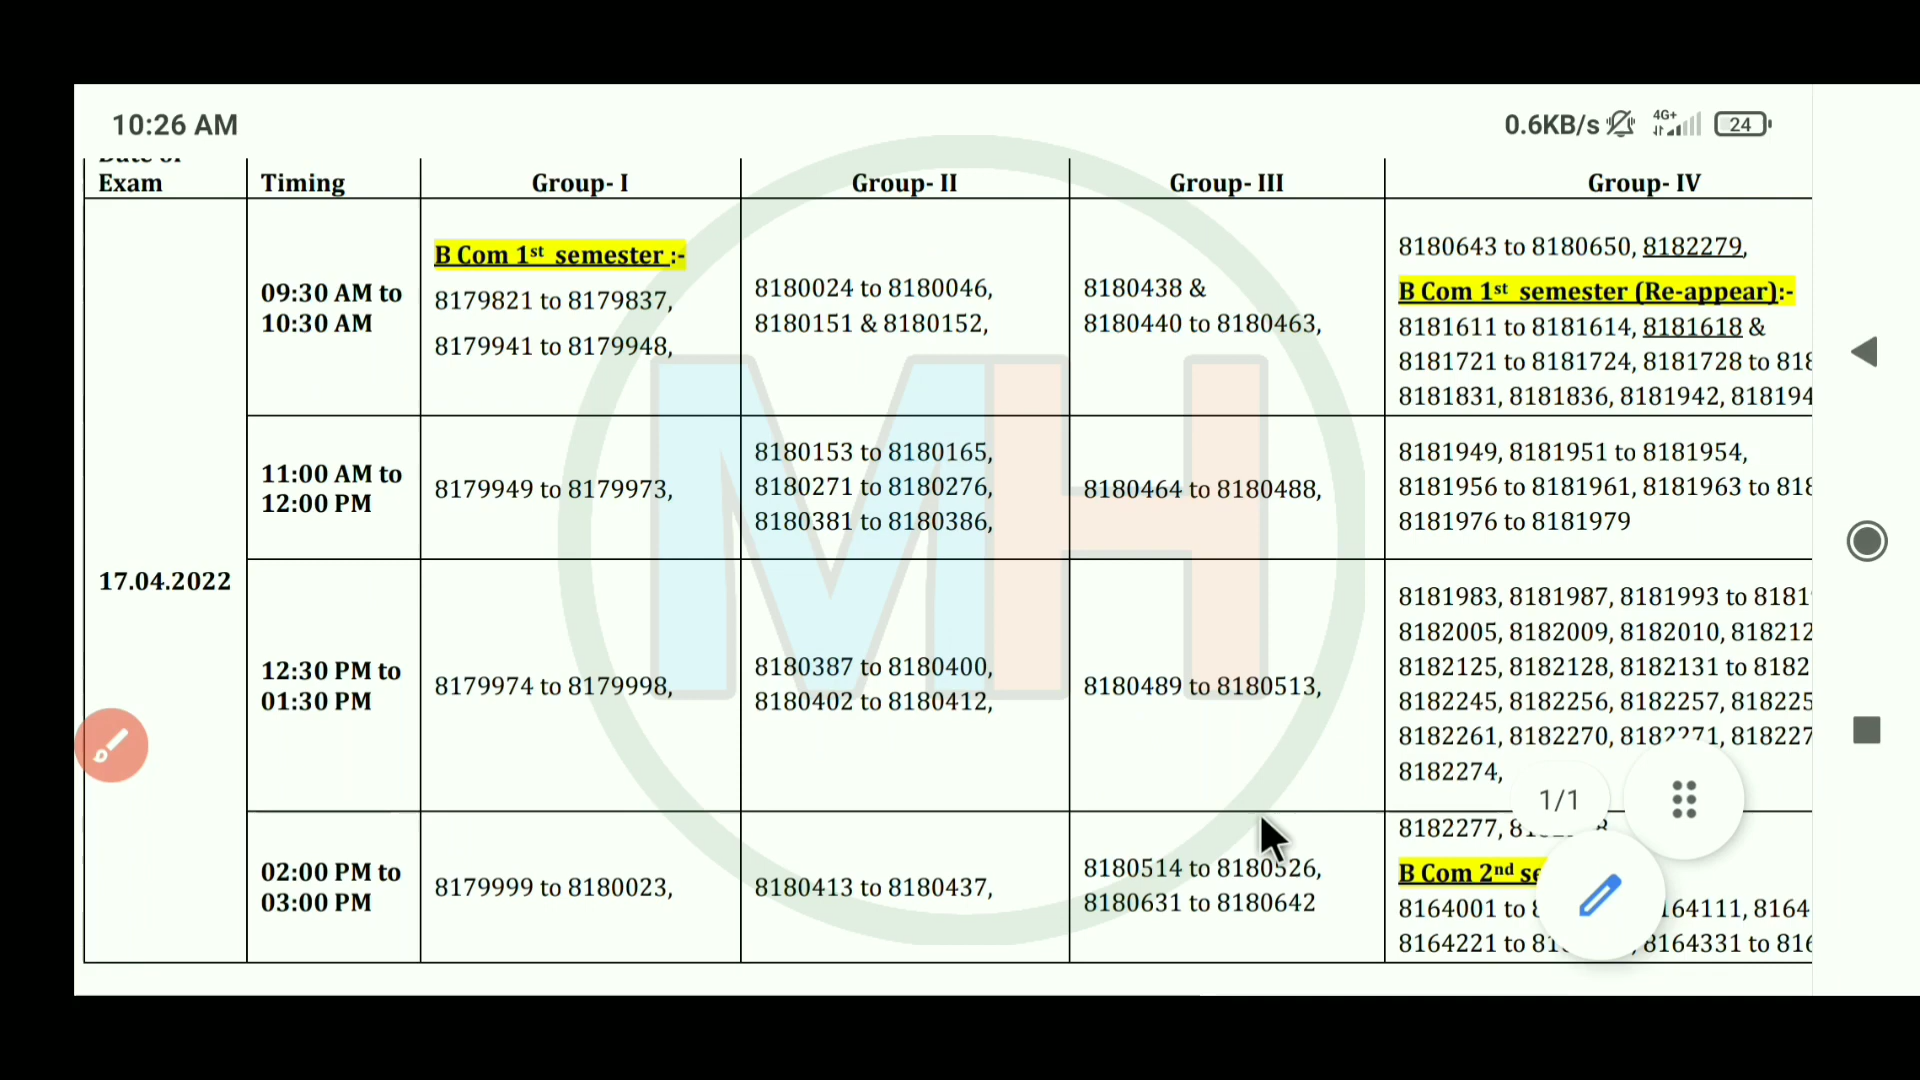 10:26 AM
0.6KB/s 4G+ 24
Exam Timing Group- I Group- II Group- III Group- IV
17.04.2022
09:30 AM to
10:30 AM
B Com 1st semester :-
8179821 to 8179837,
8179941 to 8179948,
8180024 to 8180046,
8180151 & 8180152,
8180438 &
8180440 to 8180463,
8180643 to 8180650, 8182279,
B Com 1st semester (Re-appear):-
8181611 to 8181614, 8181618 &
8181721 to 8181724, 8181728 to
8181831, 8181836, 8181942,
11:00 AM to
12:00 PM
8179949 to 8179973,
8180153 to 8180165,
8180271 to 8180276,
8180381 to 8180386,
8180464 to 8180488,
8181949, 8181951 to 8181954,
8181956 to 8181961, 8181963 to
8181976 to 8181979
12:30 PM to
01:30 PM
8179974 to 8179998,
8180387 to 8180400,
8180402 to 8180412,
8180489 to 8180513,
8181983, 8181987, 8181993 to
8182005, 8182009, 8182010,
8182125, 8182128, 8182131 to
8182245, 8182256, 8182257,
8182261, 8182270, 8182271,
8182274,
1/1
02:00 PM to
03:00 PM
8179999 to 8180023,
8180413 to 8180437,
8180514 to 8180526,
8180631 to 8180642
8182277,
B Com 2nd
8164001 to
8164221 to 8164331 to
MH